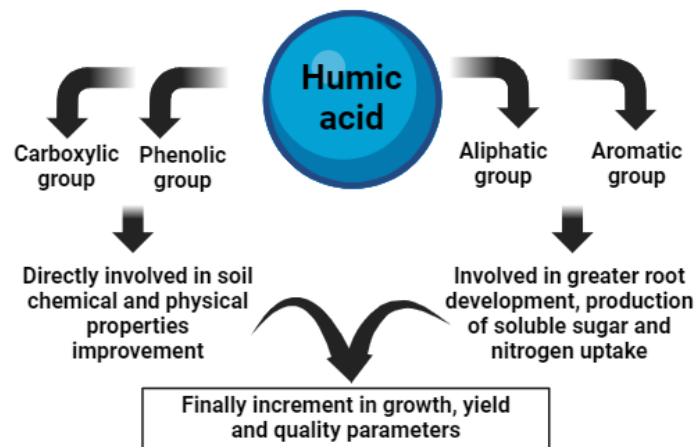 Humic
acid
Carboxylic
group
Phenolic
group
Aliphatic
group
Aromatic
group
Directly involved in soil
chemical and physical
properties
improvement
Involved in greater root
development, production
of soluble sugar and
nitrogen uptake
Finally increment in growth, yield
and quality parameters